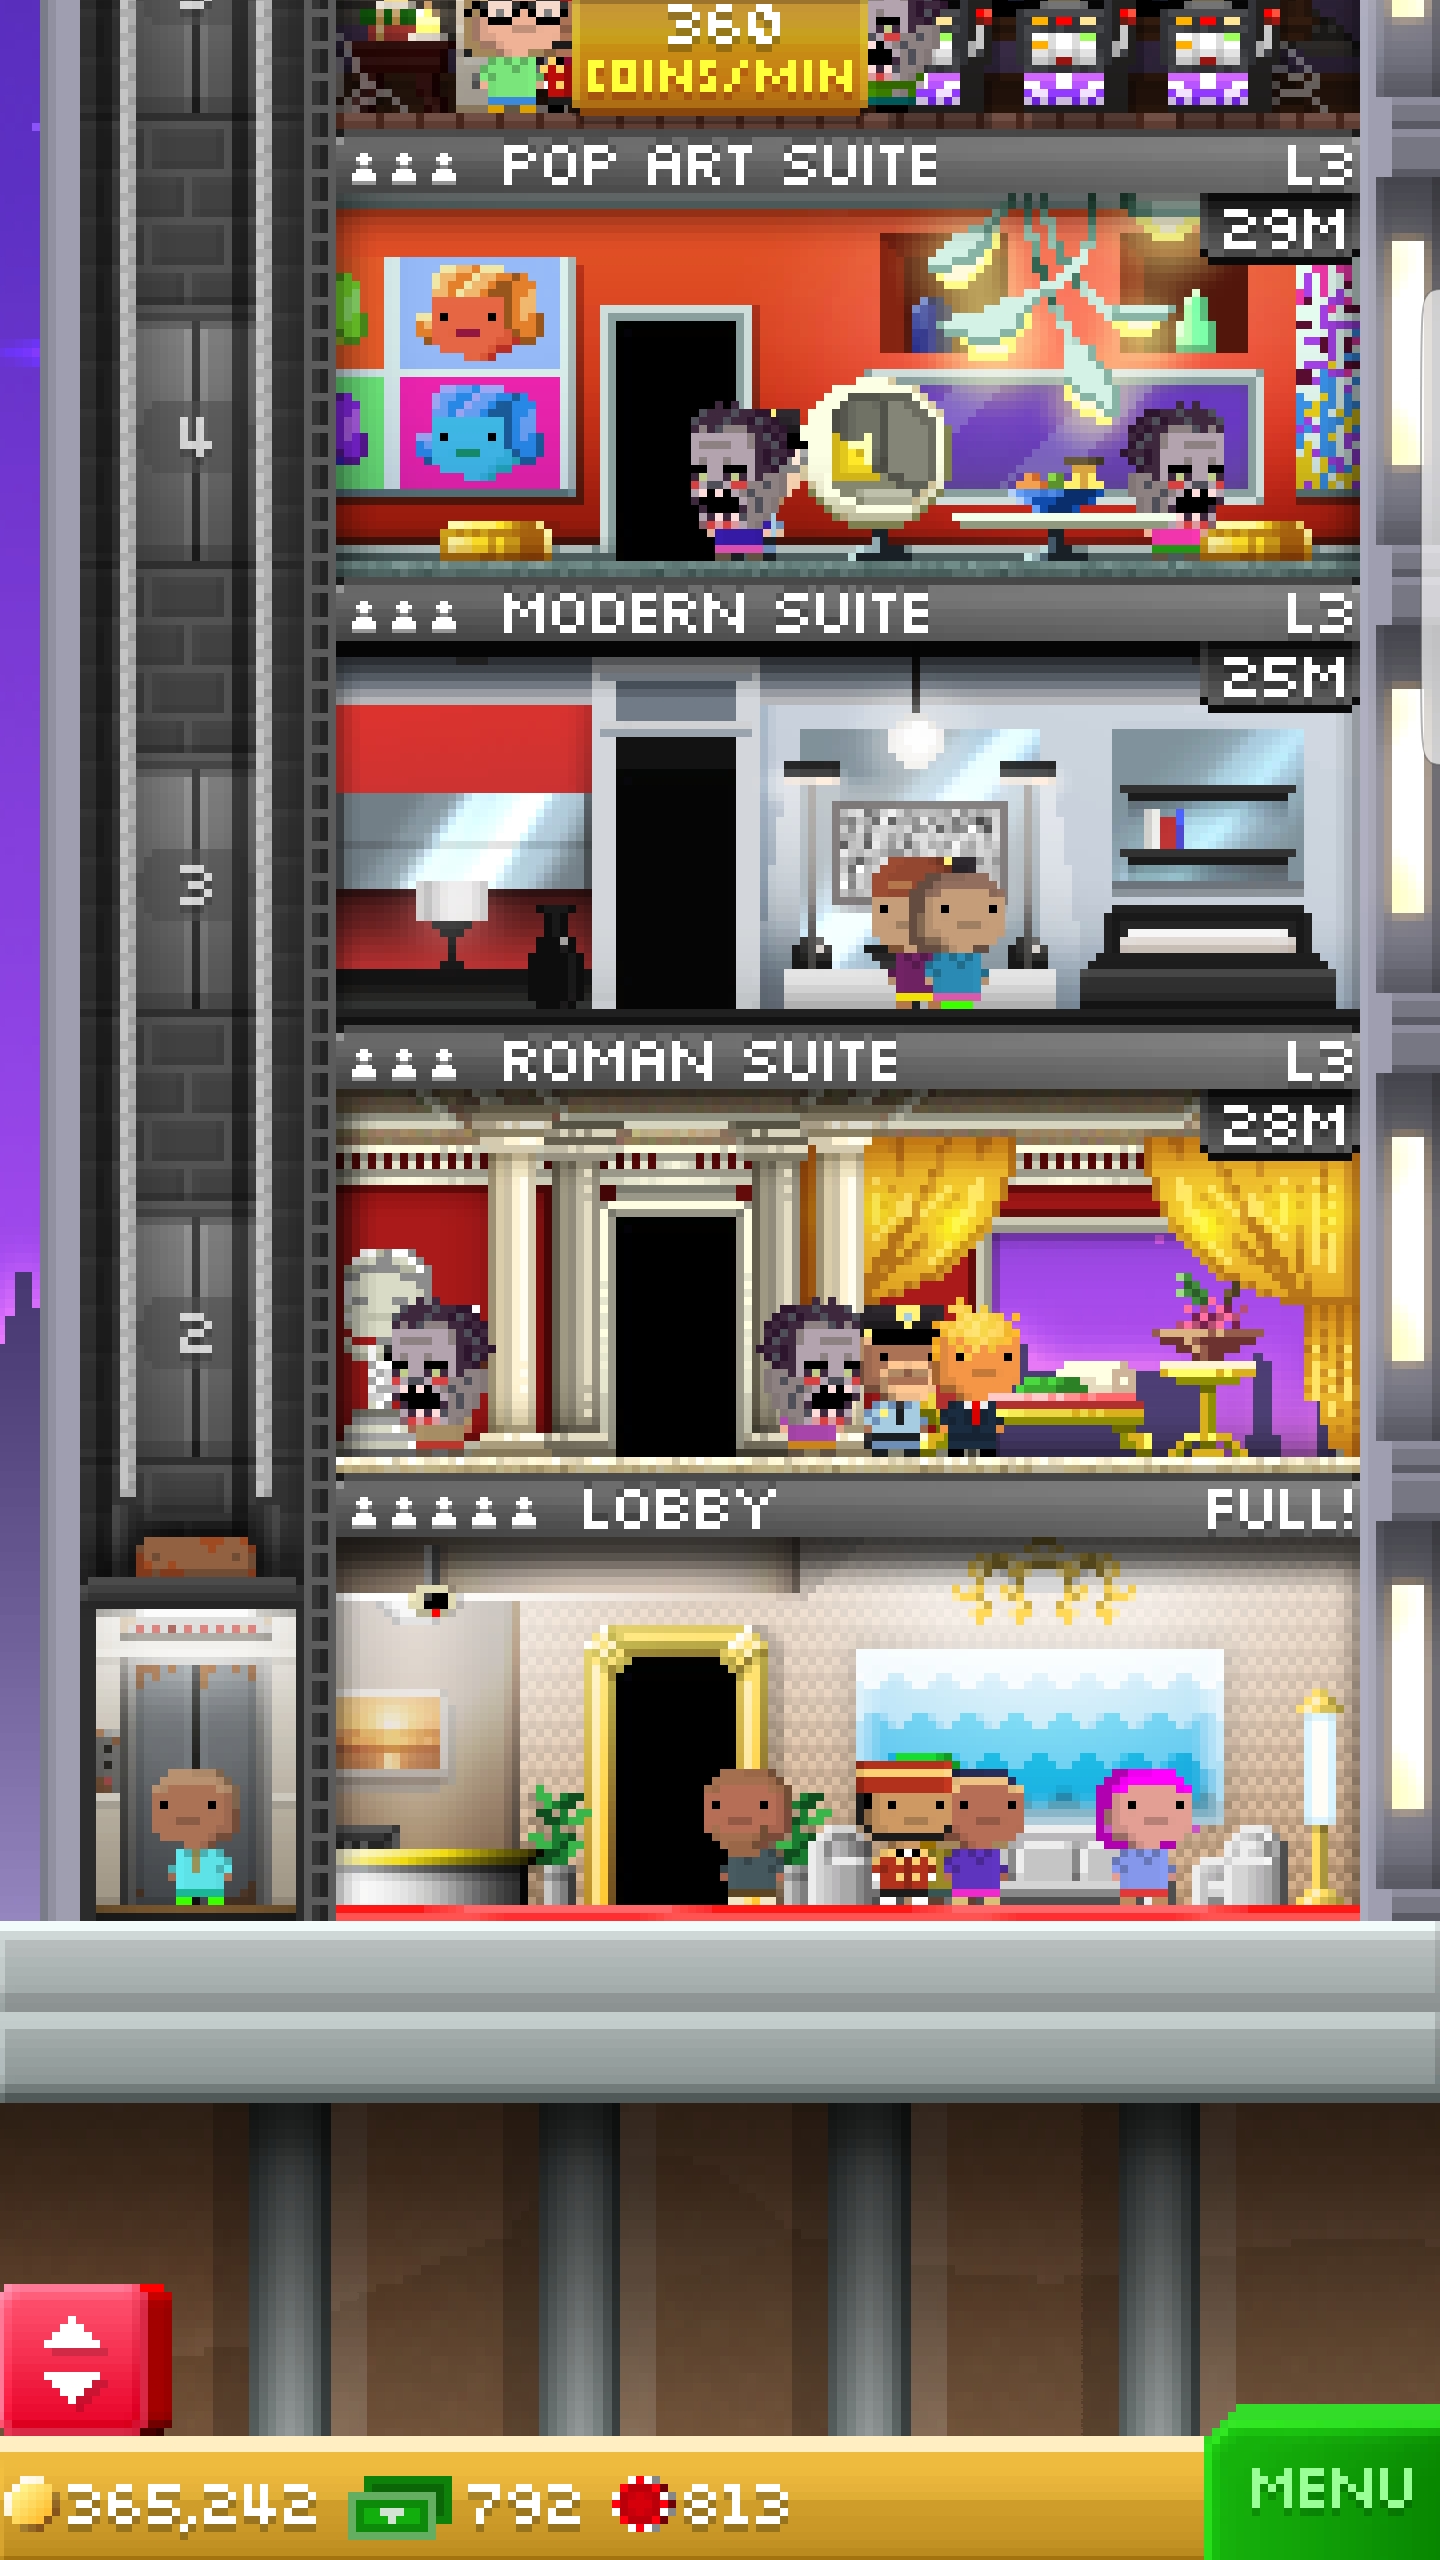 360
COINS/MIN
POP ART SUITE L3
29M
4
MODERN SUITE L3
25M
3
ROMAN SUITE L3
28M
2
LOBBY FULL!
365,242 792 813
MENU